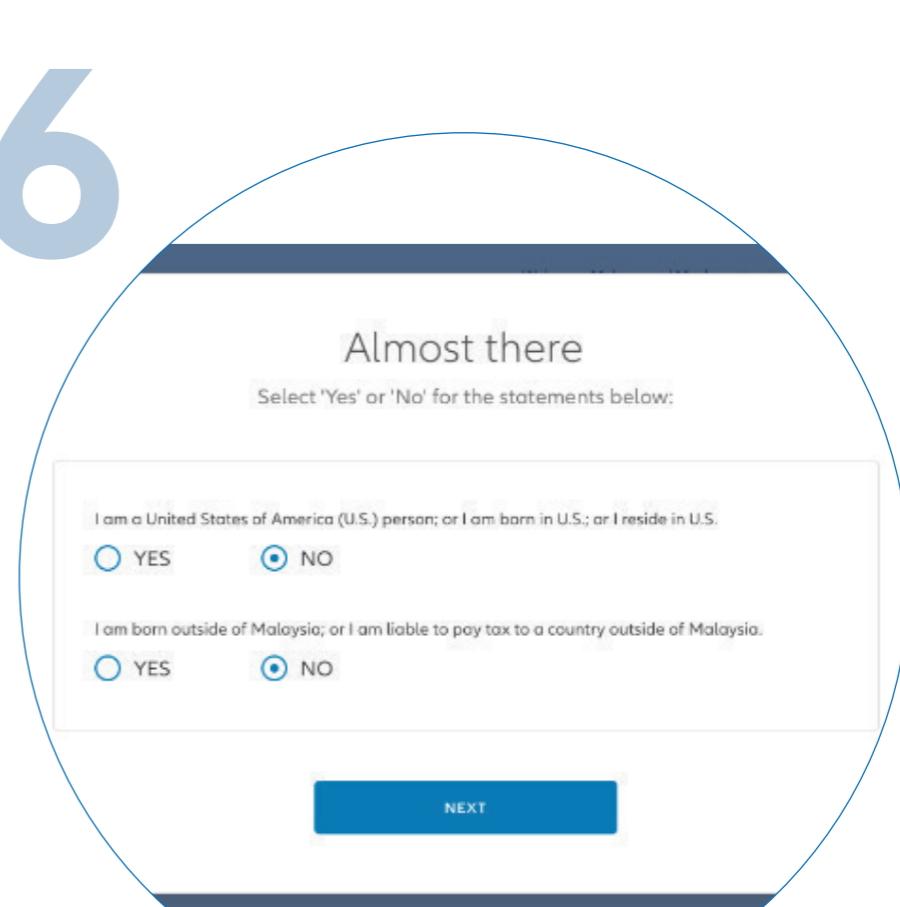 6
Almost there
Select 'Yes' or 'No' for the statements below:
I am a United States of America (U.S.) person; or I am born in U.S.; or I reside in U.S.
YES NO
I am born outside of Malaysia; or I am liable to pay tax to a country outside of Malaysia.
YES NO
NEXT